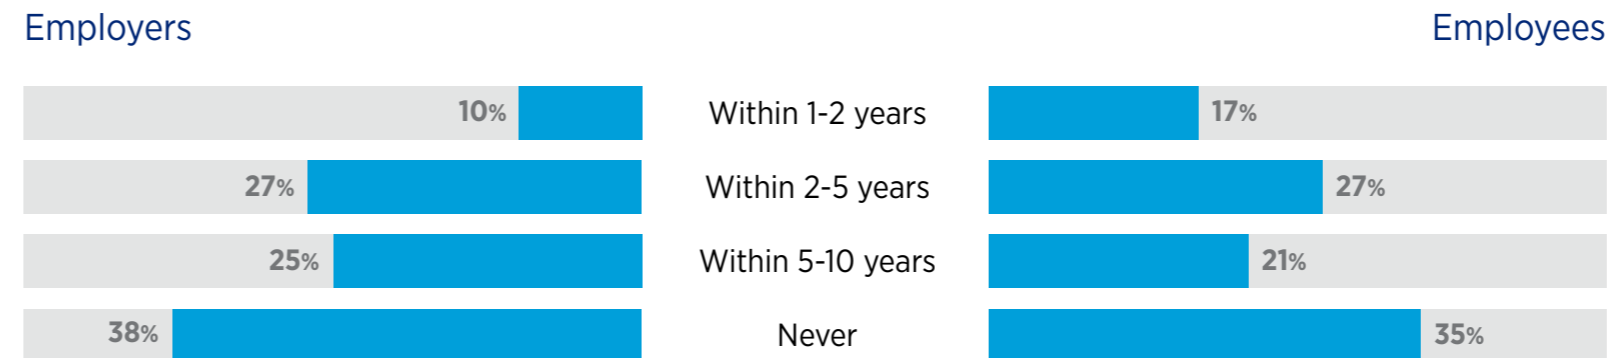 Employers Employees
10% Within 1-2 years 17%
27% Within 2-5 years 27%
25% Within 5-10 years 21%
38% Never 35%